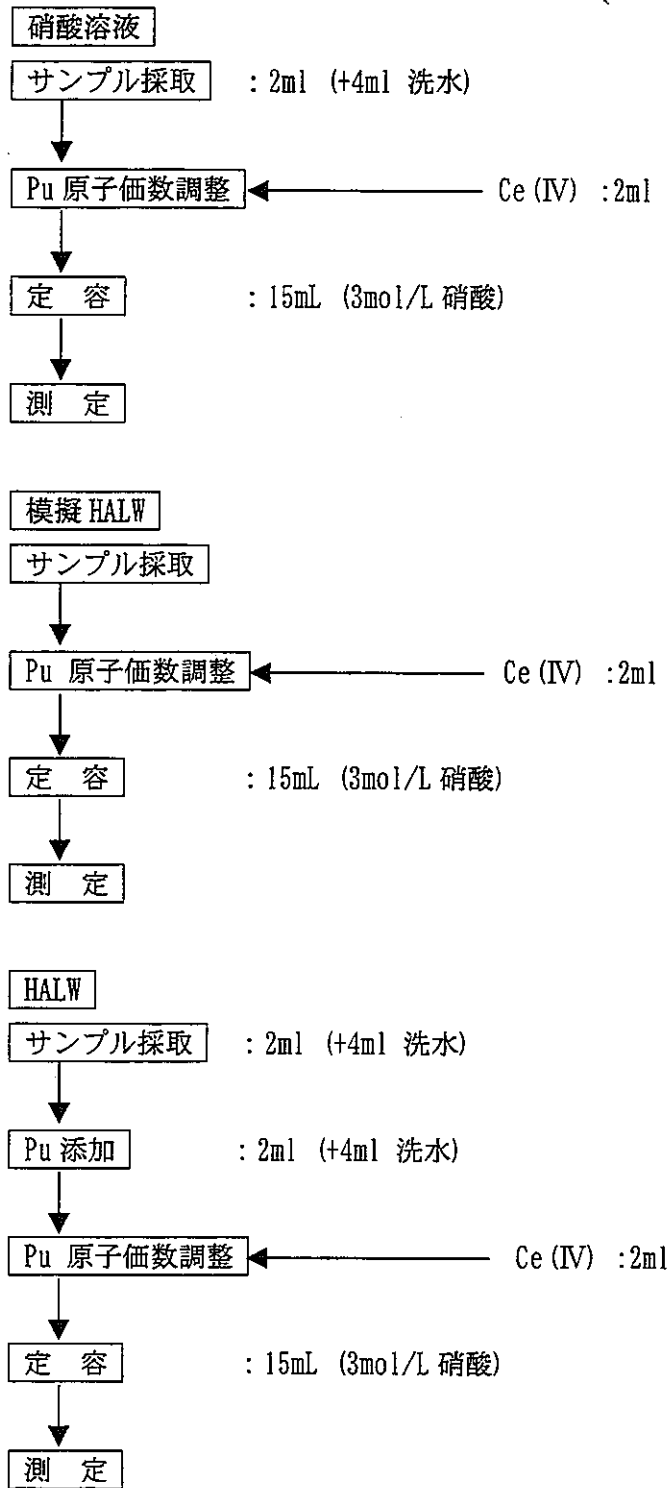 硝酸溶液
サンプル採取 : 2ml (+4ml 洗水)
Pu 原子価数調整 Ce(Ⅳ) :2ml
定 容 : 15mL (3mol/L 硝酸)
測 定
模擬 HALW
サンプル採取
Pu 原子価数調整 Ce(Ⅳ) :2ml
定 容 : 15mL (3mol/L 硝酸)
測 定
HALW
サンプル採取 : 2ml (+4ml 洗水)
Pu 添加 : 2ml (+4ml 洗水)
Pu 原子価数調整 Ce(Ⅳ) :2ml
定 容 : 15mL (3mol/L 硝酸)
測 定